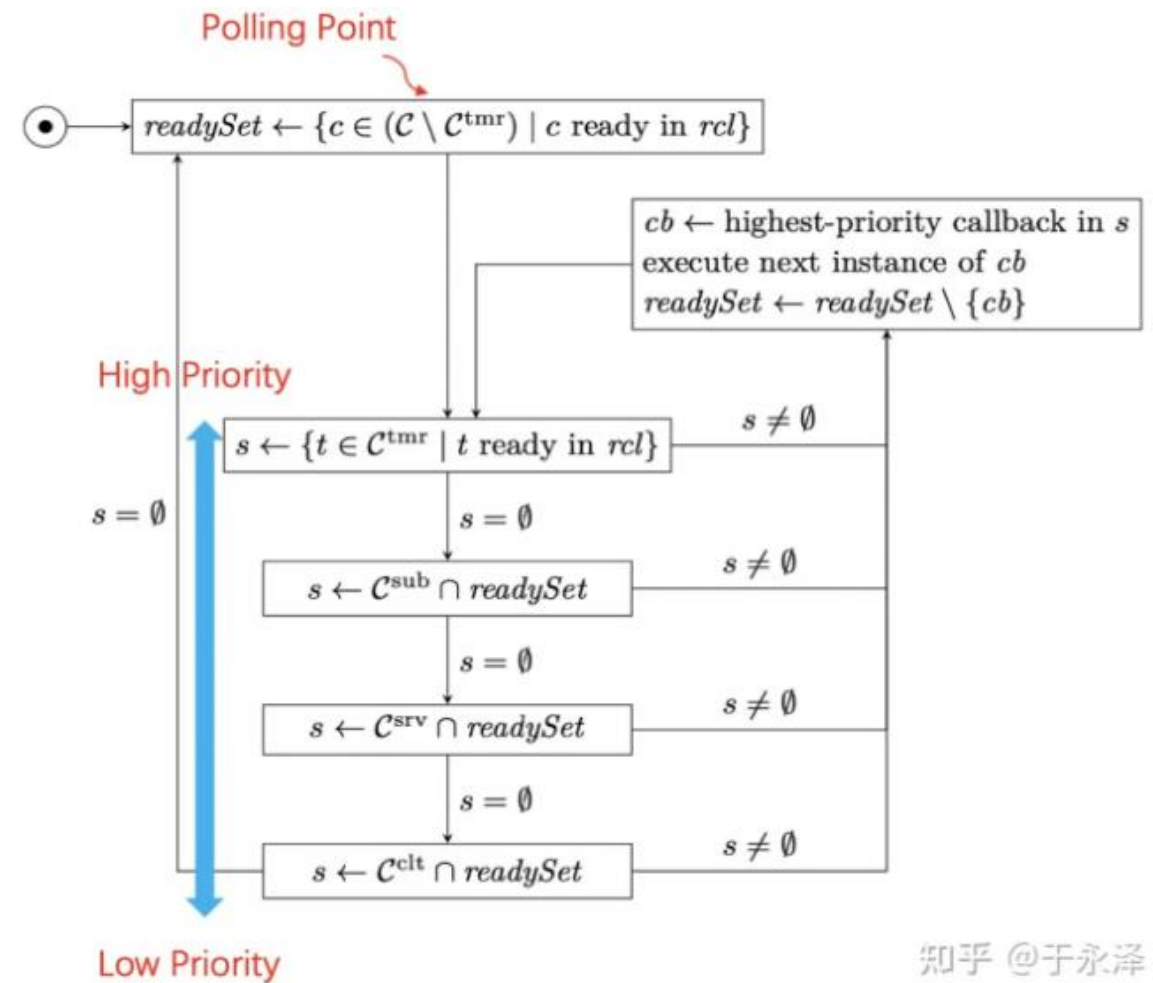 Polling Point
readySet ← {c ∈ (𝒞 \ 𝒞^tmr) | c ready in rcl}
cb ← highest-priority callback in s
execute next instance of cb
readySet ← readySet \ {cb}
High Priority
s ← {t ∈ 𝒞^tmr | t ready in rcl}
s ≠ ∅
s = ∅
s = ∅
s ← 𝒞^sub ∩ readySet
s ≠ ∅
s = ∅
s ← 𝒞^srv ∩ readySet
s ≠ ∅
s = ∅
s ← 𝒞^clt ∩ readySet
s ≠ ∅
Low Priority
知乎 @于永泽